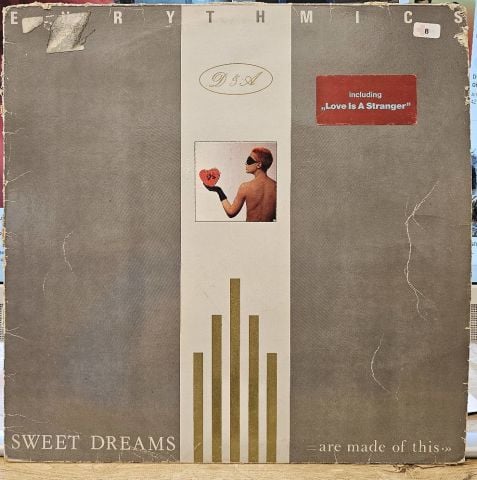 EURYTHMICS
8
D&A
including
„Love Is A Stranger”
SWEET DREAMS
=are made of this·»